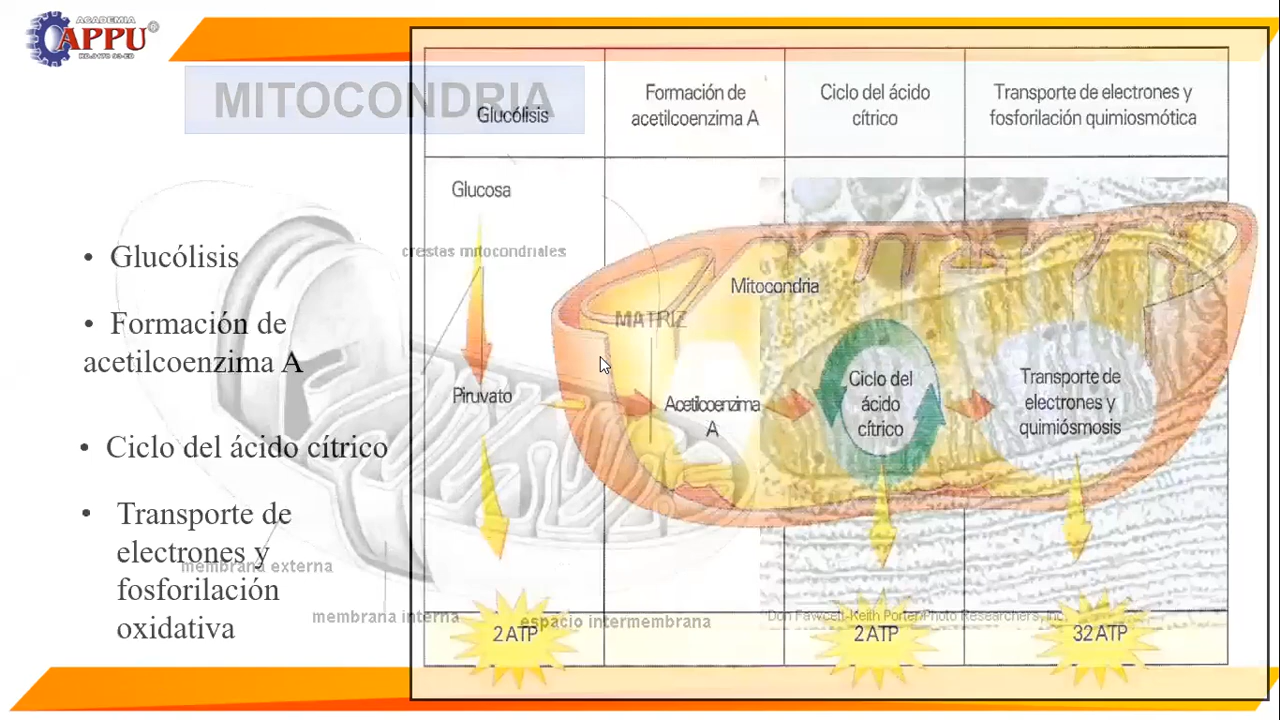 ACADEMIA
APPU®
MITOCONDRIA
Glucólisis
Formación de
acetilcoenzima A
Ciclo del ácido
cítrico
Transporte de electrones y
fosforilación quimiosmótica
Glucosa
crestas mitocondriales
Mitocondria
MATRIZ
Piruvato
Acetilcoenzima
A
Ciclo del
ácido
cítrico
Transporte de
electrones y
quimiósmosis
• Glucólisis
• Formación de
acetilcoenzima A
• Ciclo del ácido cítrico
• Transporte de
electrones y
fosforilación
oxidativa
membrana externa
membrana interna
espacio intermembrana
Don Fawcett-Keith Porter/Photo Researchers, Inc.
2 ATP
2 ATP
32 ATP